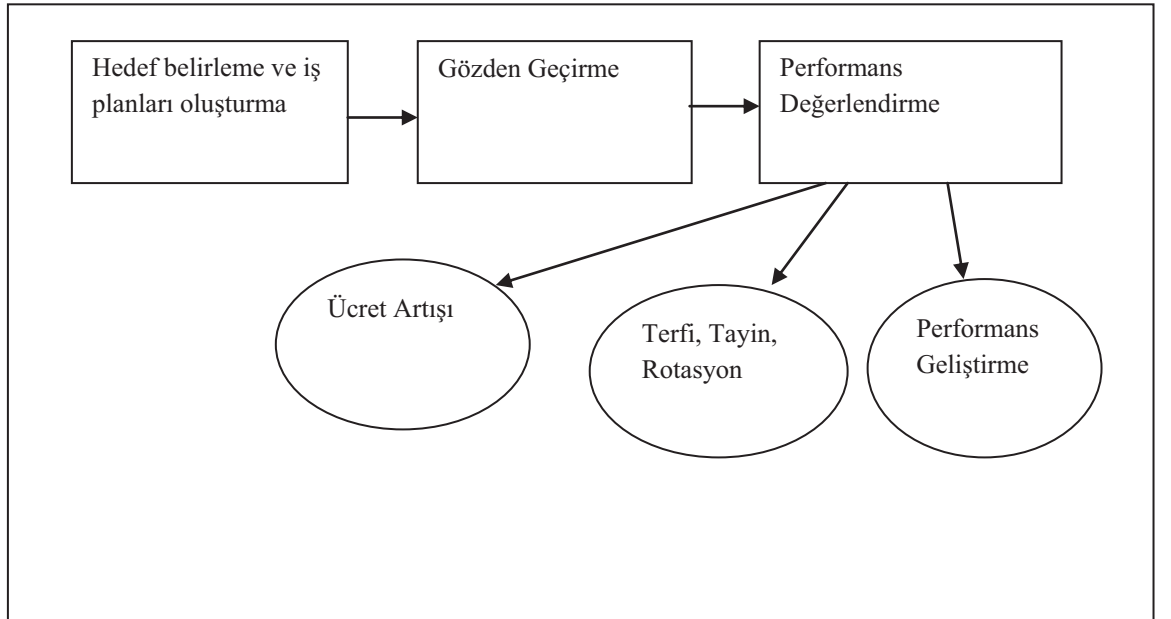 Hedef belirleme ve iş
planları oluşturma
Gözden Geçirme
Performans
Değerlendirme
Ücret Artışı
Terfi, Tayin,
Rotasyon
Performans
Geliştirme